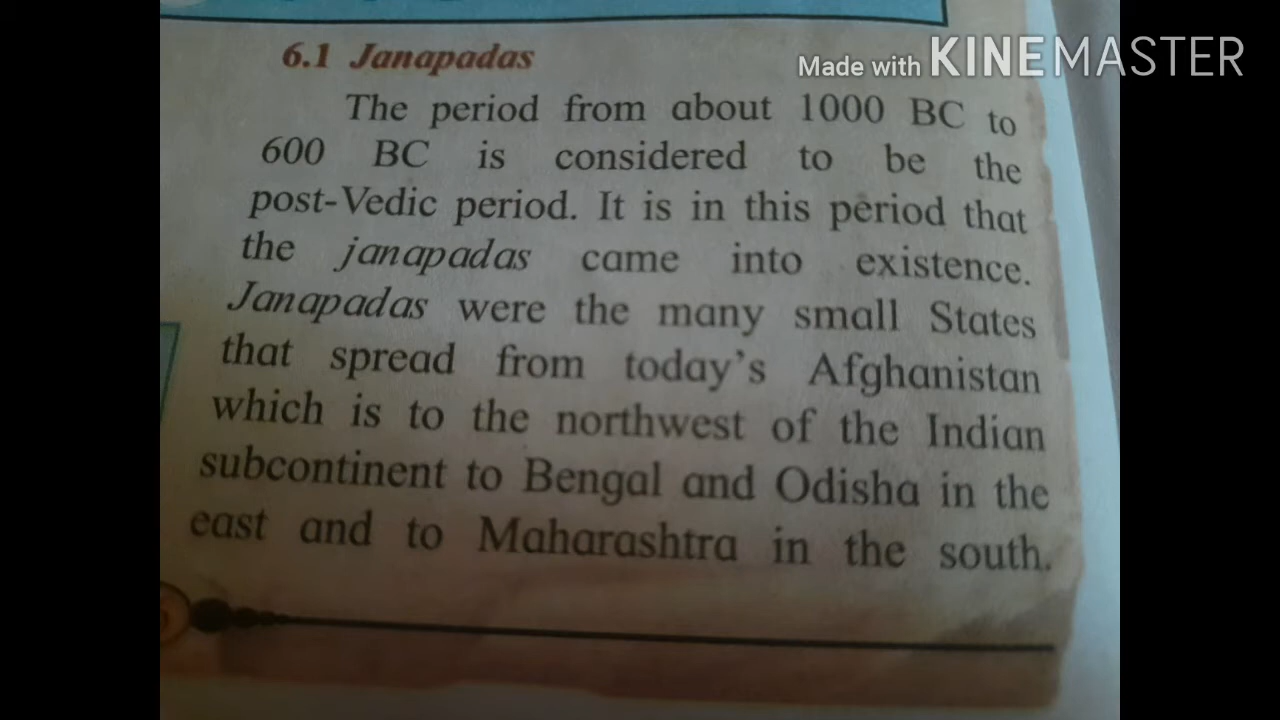 6.1 Janapadas
Made with KINEMASTER
The period from about 1000 BC to
600 BC is considered to be the
post-Vedic period. It is in this period that
the janapadas came into existence.
Janapadas were the many small States
that spread from today's Afghanistan
which is to the northwest of the Indian
subcontinent to Bengal and Odisha in the
east and to Maharashtra in the south.